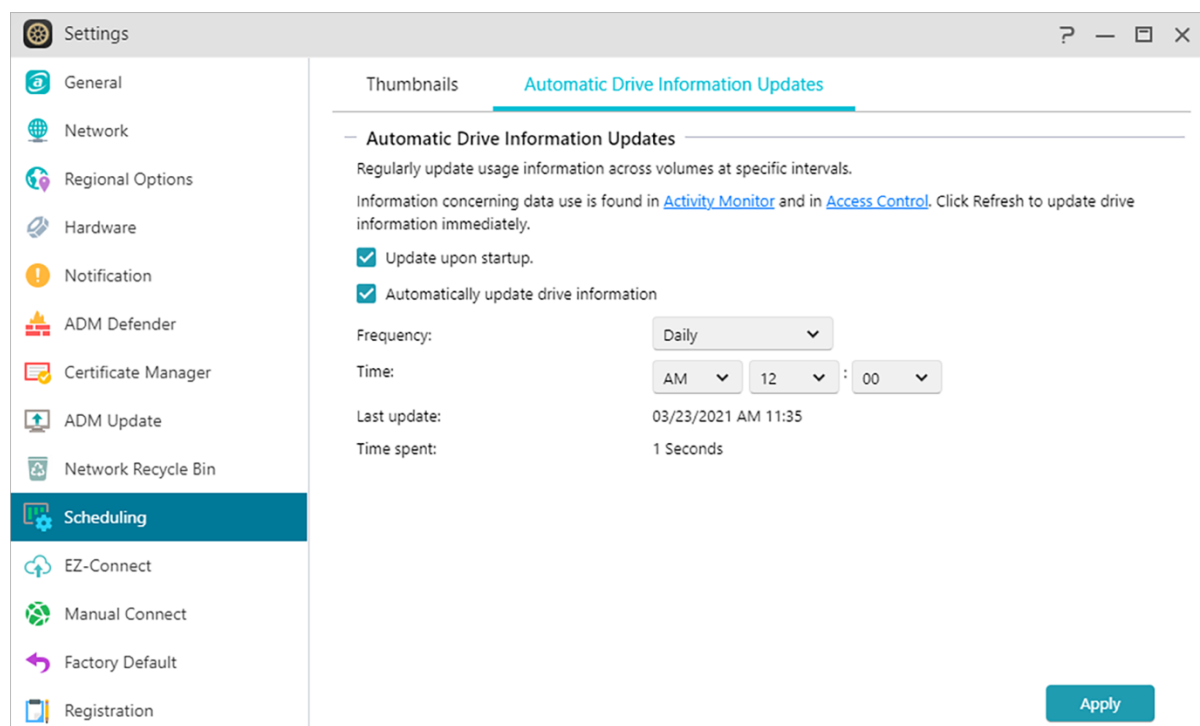 Settings
General
Network
Regional Options
Hardware
Notification
ADM Defender
Certificate Manager
ADM Update
Network Recycle Bin
Scheduling
EZ-Connect
Manual Connect
Factory Default
Registration
Thumbnails
Automatic Drive Information Updates
Automatic Drive Information Updates
Regularly update usage information across volumes at specific intervals.
Information concerning data use is found in Activity Monitor and in Access Control. Click Refresh to update drive
information immediately.
Update upon startup.
Automatically update drive information
Frequency: Daily
Time: AM 12 : 00
Last update: 03/23/2021 AM 11:35
Time spent: 1 Seconds
Apply